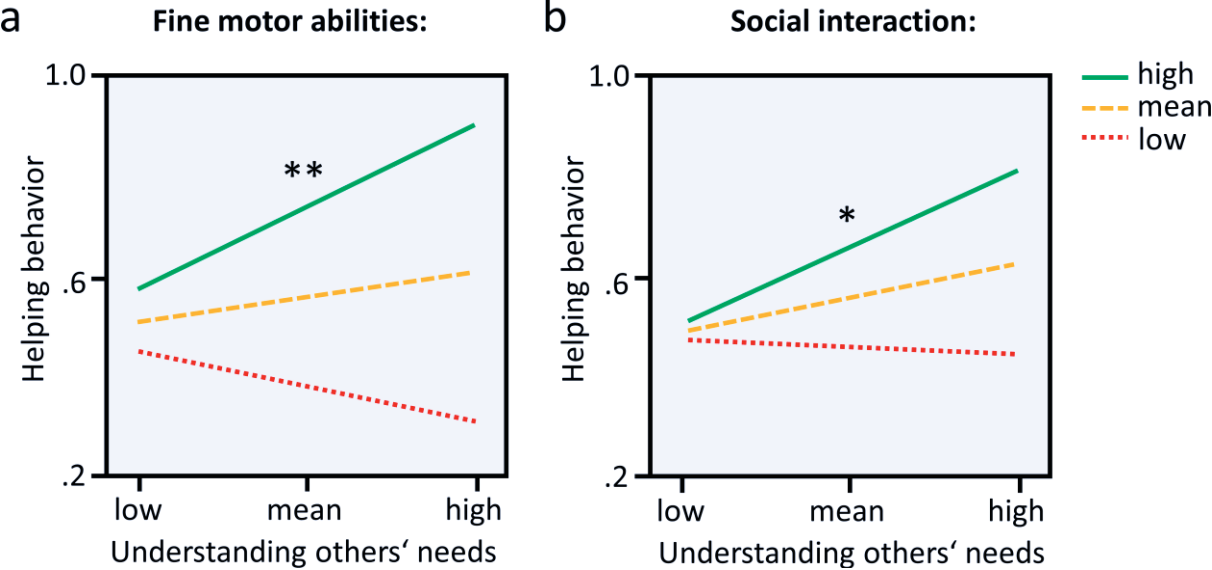 a
Fine motor abilities:
1.0
.6
.2
Helping behavior
**
low
mean
high
Understanding others‘ needs
b
Social interaction:
1.0
.6
.2
Helping behavior
*
low
mean
high
Understanding others‘ needs
high
mean
low